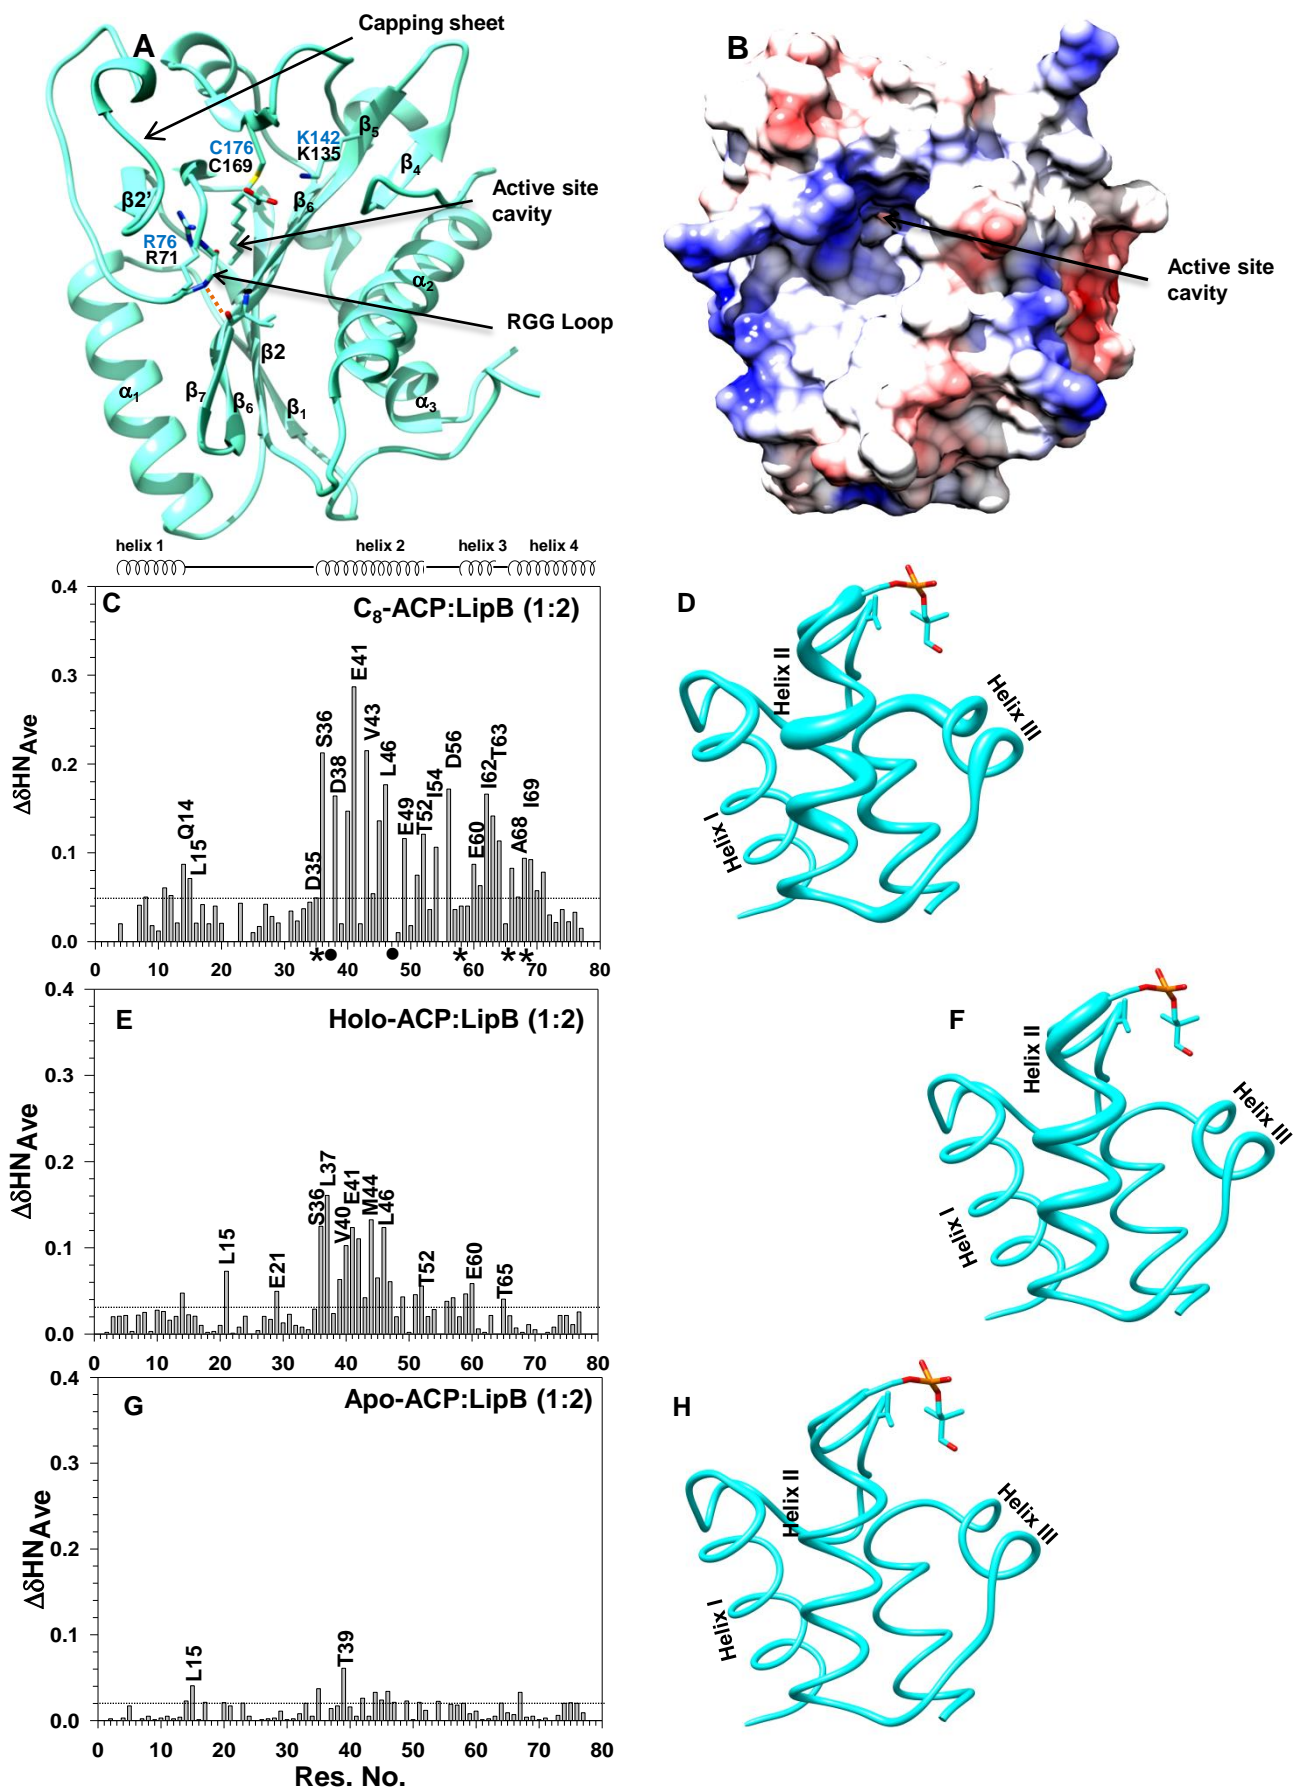 A
Capping sheet
C176
C169
K142
K135
β5
β4
β6
β2'
R76
R71
Active site
cavity
α2
RGG Loop
β2
α1
β7
β6
β1
α3
B
Active site
cavity
helix 1
helix 2
helix 3
helix 4
C
C8-ACP:LipB (1:2)
ΔδHNAve
0.4
0.3
0.2
0.1
0.0
Q14
L15
D35
S36
D38
E41
V43
L46
E49
T52
I54
D56
E60
I62
T63
A68
I69
* ● ● * * *
0 10 20 30 40 50 60 70 80
D
Helix I
Helix II
Helix III
E
Holo-ACP:LipB (1:2)
ΔδHNAve
0.4
0.3
0.2
0.1
0.0
L15
E21
S36
L37
V40
E41
M44
L46
T52
E60
T65
0 10 20 30 40 50 60 70 80
F
Helix I
Helix II
Helix III
G
Apo-ACP:LipB (1:2)
ΔδHNAve
0.4
0.3
0.2
0.1
0.0
L15
T39
0 10 20 30 40 50 60 70 80
Res. No.
H
Helix I
Helix II
Helix III